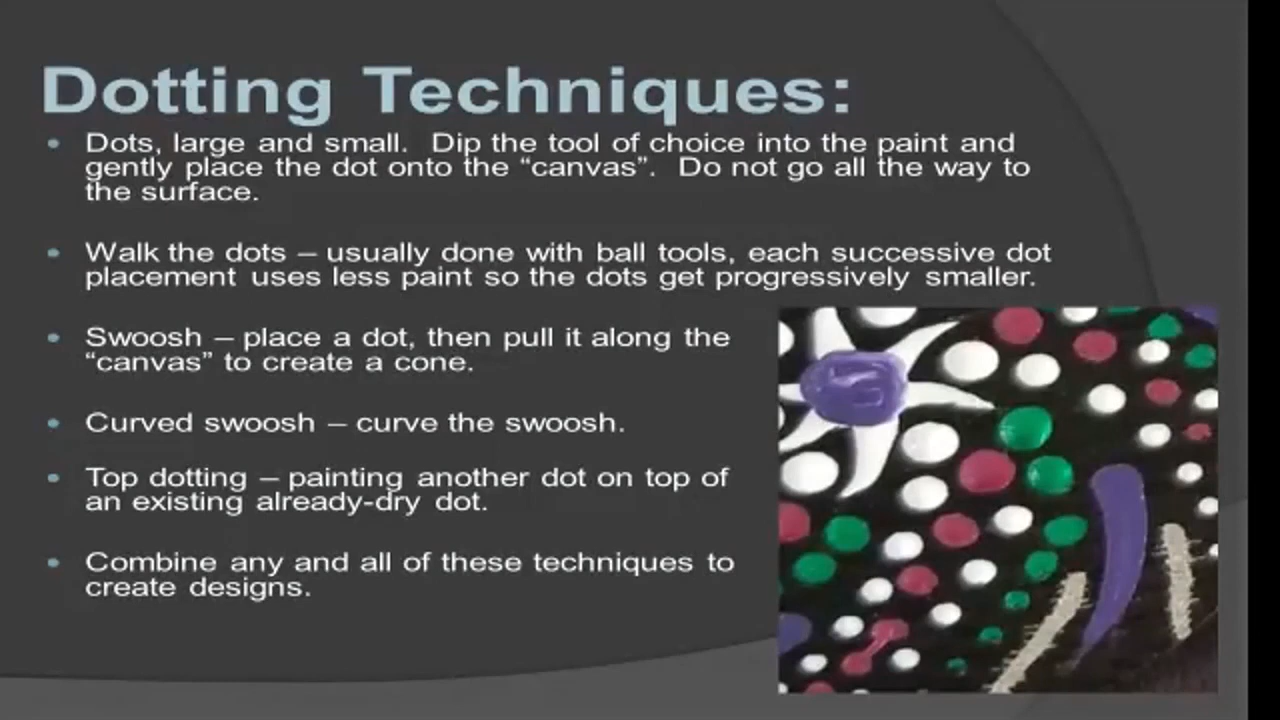 Dotting Techniques:
Dots, large and small. Dip the tool of choice into the paint and
gently place the dot onto the “canvas”. Do not go all the way to
the surface.
Walk the dots – usually done with ball tools, each successive dot
placement uses less paint so the dots get progressively smaller.
Swoosh – place a dot, then pull it along the
“canvas” to create a cone.
Curved swoosh – curve the swoosh.
Top dotting – painting another dot on top of
an existing already-dry dot.
Combine any and all of these techniques to
create designs.